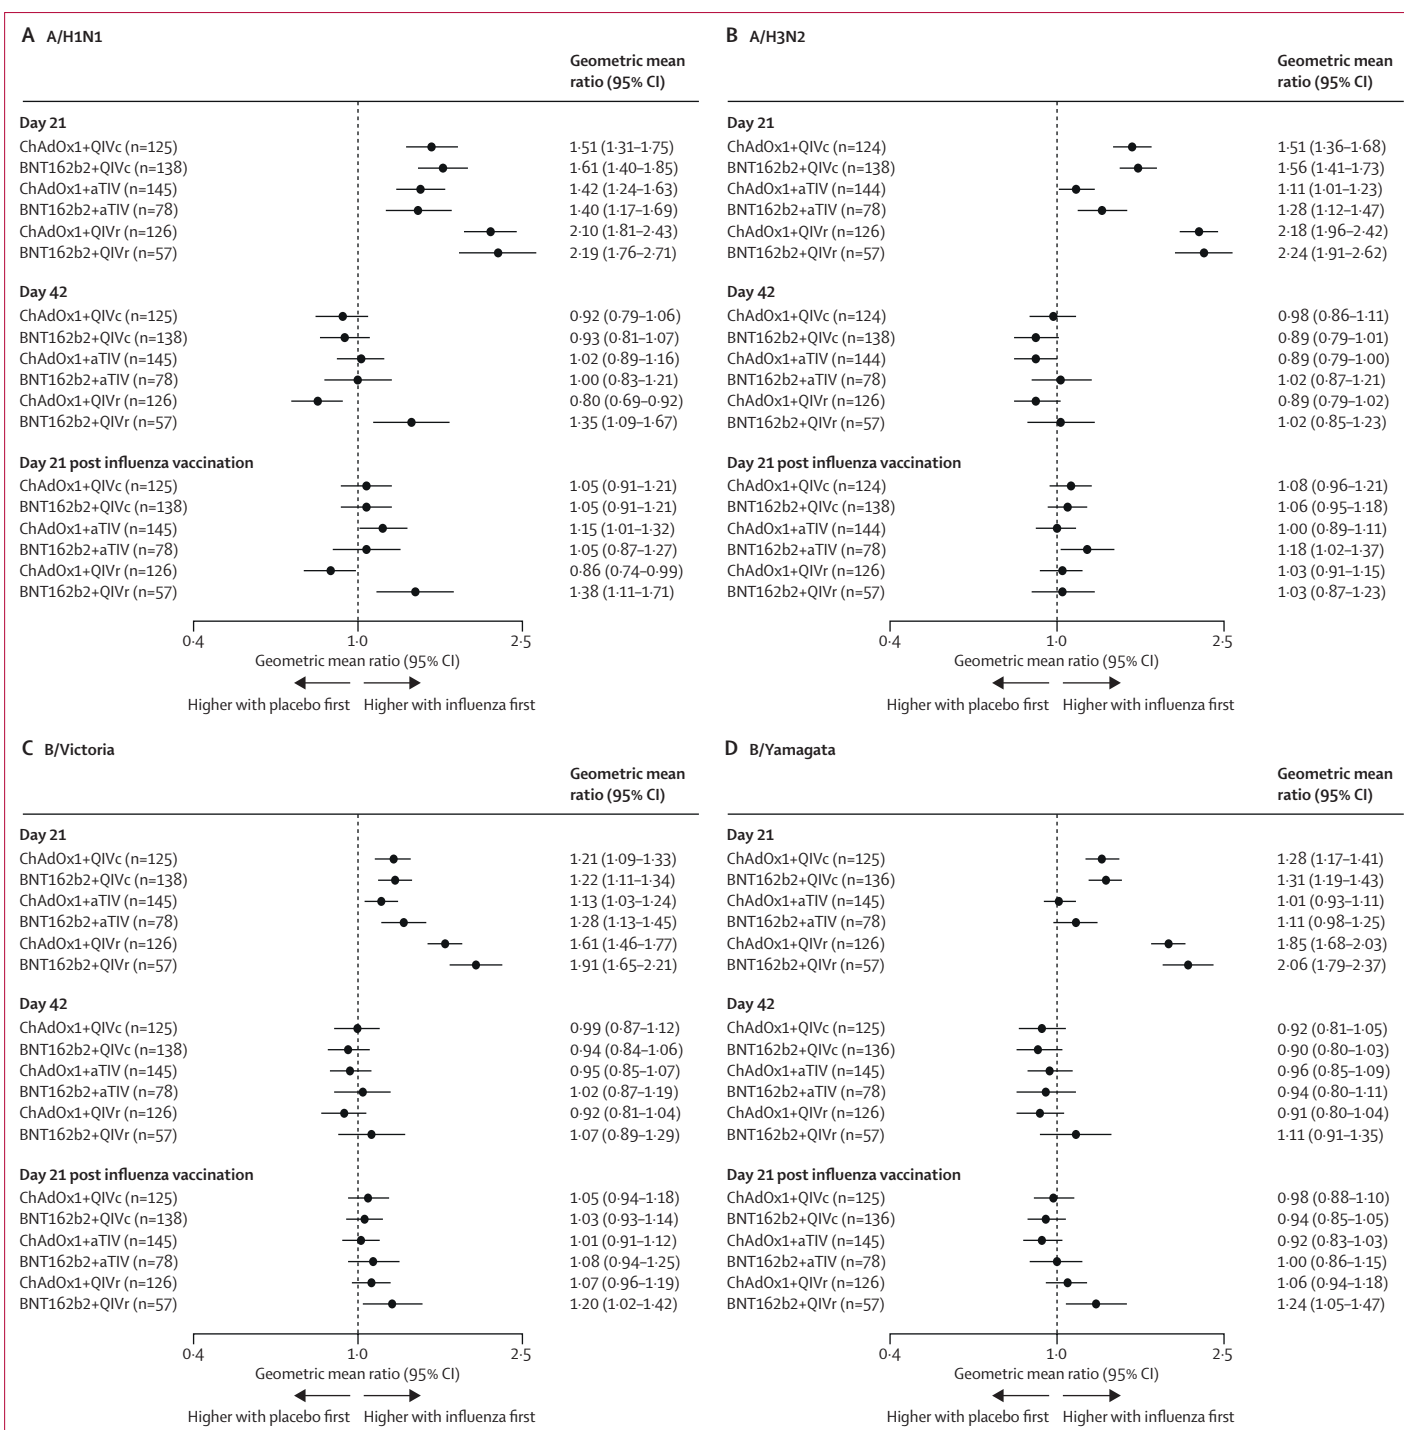 A A/H1N1
Geometric mean
ratio (95% CI)
Day 21
ChAdOx1+QIVc (n=125) 1·51 (1·31–1·75)
BNT162b2+QIVc (n=138) 1·61 (1·40–1·85)
ChAdOx1+aTIV (n=145) 1·42 (1·24–1·63)
BNT162b2+aTIV (n=78) 1·40 (1·17–1·69)
ChAdOx1+QIVr (n=126) 2·10 (1·81–2·43)
BNT162b2+QIVr (n=57) 2·19 (1·76–2·71)
Day 42
ChAdOx1+QIVc (n=125) 0·92 (0·79–1·06)
BNT162b2+QIVc (n=138) 0·93 (0·81–1·07)
ChAdOx1+aTIV (n=145) 1·02 (0·89–1·16)
BNT162b2+aTIV (n=78) 1·00 (0·83–1·21)
ChAdOx1+QIVr (n=126) 0·80 (0·69–0·92)
BNT162b2+QIVr (n=57) 1·35 (1·09–1·67)
Day 21 post influenza vaccination
ChAdOx1+QIVc (n=125) 1·05 (0·91–1·21)
BNT162b2+QIVc (n=138) 1·05 (0·91–1·21)
ChAdOx1+aTIV (n=145) 1·15 (1·01–1·32)
BNT162b2+aTIV (n=78) 1·05 (0·87–1·27)
ChAdOx1+QIVr (n=126) 0·86 (0·74–0·99)
BNT162b2+QIVr (n=57) 1·38 (1·11–1·71)
0·4 1·0 2·5
Geometric mean ratio (95% CI)
Higher with placebo first Higher with influenza first
B A/H3N2
Geometric mean
ratio (95% CI)
Day 21
ChAdOx1+QIVc (n=124) 1·51 (1·36–1·68)
BNT162b2+QIVc (n=138) 1·56 (1·41–1·73)
ChAdOx1+aTIV (n=144) 1·11 (1·01–1·23)
BNT162b2+aTIV (n=78) 1·28 (1·12–1·47)
ChAdOx1+QIVr (n=126) 2·18 (1·96–2·42)
BNT162b2+QIVr (n=57) 2·24 (1·91–2·62)
Day 42
ChAdOx1+QIVc (n=124) 0·98 (0·86–1·11)
BNT162b2+QIVc (n=138) 0·89 (0·79–1·01)
ChAdOx1+aTIV (n=144) 0·89 (0·79–1·00)
BNT162b2+aTIV (n=78) 1·02 (0·87–1·21)
ChAdOx1+QIVr (n=126) 0·89 (0·79–1·02)
BNT162b2+QIVr (n=57) 1·02 (0·85–1·23)
Day 21 post influenza vaccination
ChAdOx1+QIVc (n=124) 1·08 (0·96–1·21)
BNT162b2+QIVc (n=138) 1·06 (0·95–1·18)
ChAdOx1+aTIV (n=144) 1·00 (0·89–1·11)
BNT162b2+aTIV (n=78) 1·18 (1·02–1·37)
ChAdOx1+QIVr (n=126) 1·03 (0·91–1·15)
BNT162b2+QIVr (n=57) 1·03 (0·87–1·23)
0·4 1·0 2·5
Geometric mean ratio (95% CI)
Higher with placebo first Higher with influenza first
C B/Victoria
Geometric mean
ratio (95% CI)
Day 21
ChAdOx1+QIVc (n=125) 1·21 (1·09–1·33)
BNT162b2+QIVc (n=138) 1·22 (1·11–1·34)
ChAdOx1+aTIV (n=145) 1·13 (1·03–1·24)
BNT162b2+aTIV (n=78) 1·28 (1·13–1·45)
ChAdOx1+QIVr (n=126) 1·61 (1·46–1·77)
BNT162b2+QIVr (n=57) 1·91 (1·65–2·21)
Day 42
ChAdOx1+QIVc (n=125) 0·99 (0·87–1·12)
BNT162b2+QIVc (n=138) 0·94 (0·84–1·06)
ChAdOx1+aTIV (n=145) 0·95 (0·85–1·07)
BNT162b2+aTIV (n=78) 1·02 (0·87–1·19)
ChAdOx1+QIVr (n=126) 0·92 (0·81–1·04)
BNT162b2+QIVr (n=57) 1·07 (0·89–1·29)
Day 21 post influenza vaccination
ChAdOx1+QIVc (n=125) 1·05 (0·94–1·18)
BNT162b2+QIVc (n=138) 1·03 (0·93–1·14)
ChAdOx1+aTIV (n=145) 1·01 (0·91–1·12)
BNT162b2+aTIV (n=78) 1·08 (0·94–1·25)
ChAdOx1+QIVr (n=126) 1·07 (0·96–1·19)
BNT162b2+QIVr (n=57) 1·20 (1·02–1·42)
0·4 1·0 2·5
Geometric mean ratio (95% CI)
Higher with placebo first Higher with influenza first
D B/Yamagata
Geometric mean
ratio (95% CI)
Day 21
ChAdOx1+QIVc (n=125) 1·28 (1·17–1·41)
BNT162b2+QIVc (n=136) 1·31 (1·19–1·43)
ChAdOx1+aTIV (n=145) 1·01 (0·93–1·11)
BNT162b2+aTIV (n=78) 1·11 (0·98–1·25)
ChAdOx1+QIVr (n=126) 1·85 (1·68–2·03)
BNT162b2+QIVr (n=57) 2·06 (1·79–2·37)
Day 42
ChAdOx1+QIVc (n=125) 0·92 (0·81–1·05)
BNT162b2+QIVc (n=136) 0·90 (0·80–1·03)
ChAdOx1+aTIV (n=145) 0·96 (0·85–1·09)
BNT162b2+aTIV (n=78) 0·94 (0·80–1·11)
ChAdOx1+QIVr (n=126) 0·91 (0·80–1·04)
BNT162b2+QIVr (n=57) 1·11 (0·91–1·35)
Day 21 post influenza vaccination
ChAdOx1+QIVc (n=125) 0·98 (0·88–1·10)
BNT162b2+QIVc (n=136) 0·94 (0·85–1·05)
ChAdOx1+aTIV (n=145) 0·92 (0·83–1·03)
BNT162b2+aTIV (n=78) 1·00 (0·86–1·15)
ChAdOx1+QIVr (n=126) 1·06 (0·94–1·18)
BNT162b2+QIVr (n=57) 1·24 (1·05–1·47)
0·4 1·0 2·5
Geometric mean ratio (95% CI)
Higher with placebo first Higher with influenza first